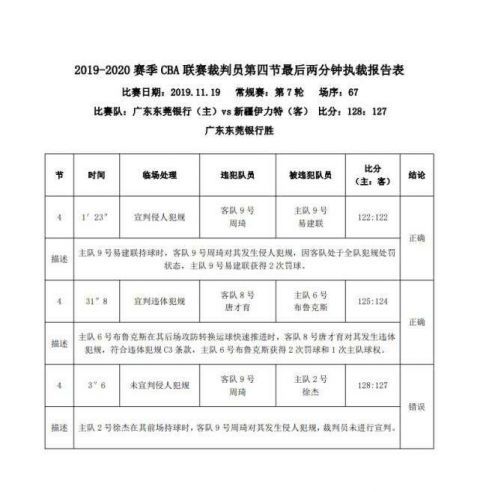 2019-2020 赛季 CBA 联赛裁判员第四节最后两分钟执裁报告表
比赛日期：2019.11.19 常规赛：第 7 轮 场序：67
比赛队：广东东莞银行（主）vs 新疆伊力特（客） 比分：128：127
广东东莞银行胜
节 时间 临场处理 违犯队员 被违犯队员 比分（主：客） 结论
4 1′23″ 宣判侵人犯规 客队 9 号 周琦 主队 9 号 易建联 122:122 正确
描述 主队 9 号易建联持球时，客队 9 号周琦对其发生侵人犯规，因客队处于全队犯规处罚
状态，主队 9 号易建联获得 2 次罚球。
4 31″8 宣判违体犯规 客队 8 号 唐才育 主队 6 号 布鲁克斯 125:124 正确
描述 主队 6 号布鲁克斯在其后场攻防转换运球快速推进时，客队 8 号唐才育对其发生违体
犯规，符合违体犯规 C3 条款，主队 6 号布鲁克斯获得 2 次罚球和 1 次主队球权。
4 3″6 未宣判侵人犯规 客队 9 号 周琦 主队 2 号 徐杰 128:127 错误
描述 主队 2 号徐杰在其前场持球时，客队 9 号周琦对其发生侵人犯规，裁判员未进行宣判。